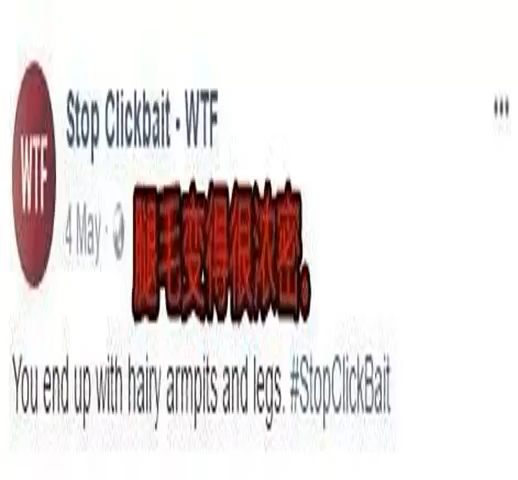 Stop Clickbait · WTF
WTF
4 May ·
腿毛变得很浓密。
You end up with hairy armpits and legs. #StopClickBait